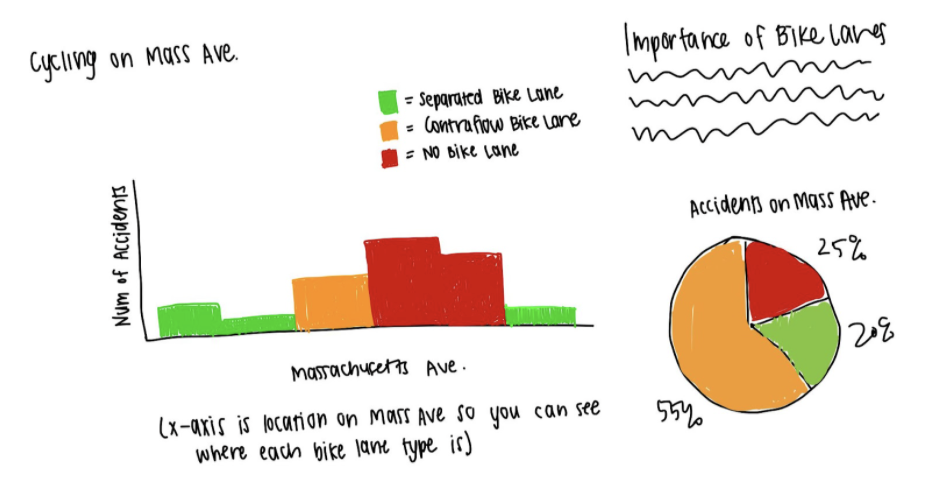 Cycling on Mass Ave.
Importance of Bike Lanes
= Separated Bike Lane
= Contraflow Bike Lane
= No Bike Lane
Num of Accidents
Massachusetts Ave.
(x-axis is location on Mass Ave so you can see
where each bike lane type is)
Accidents on Mass Ave.
25%
20%
55%